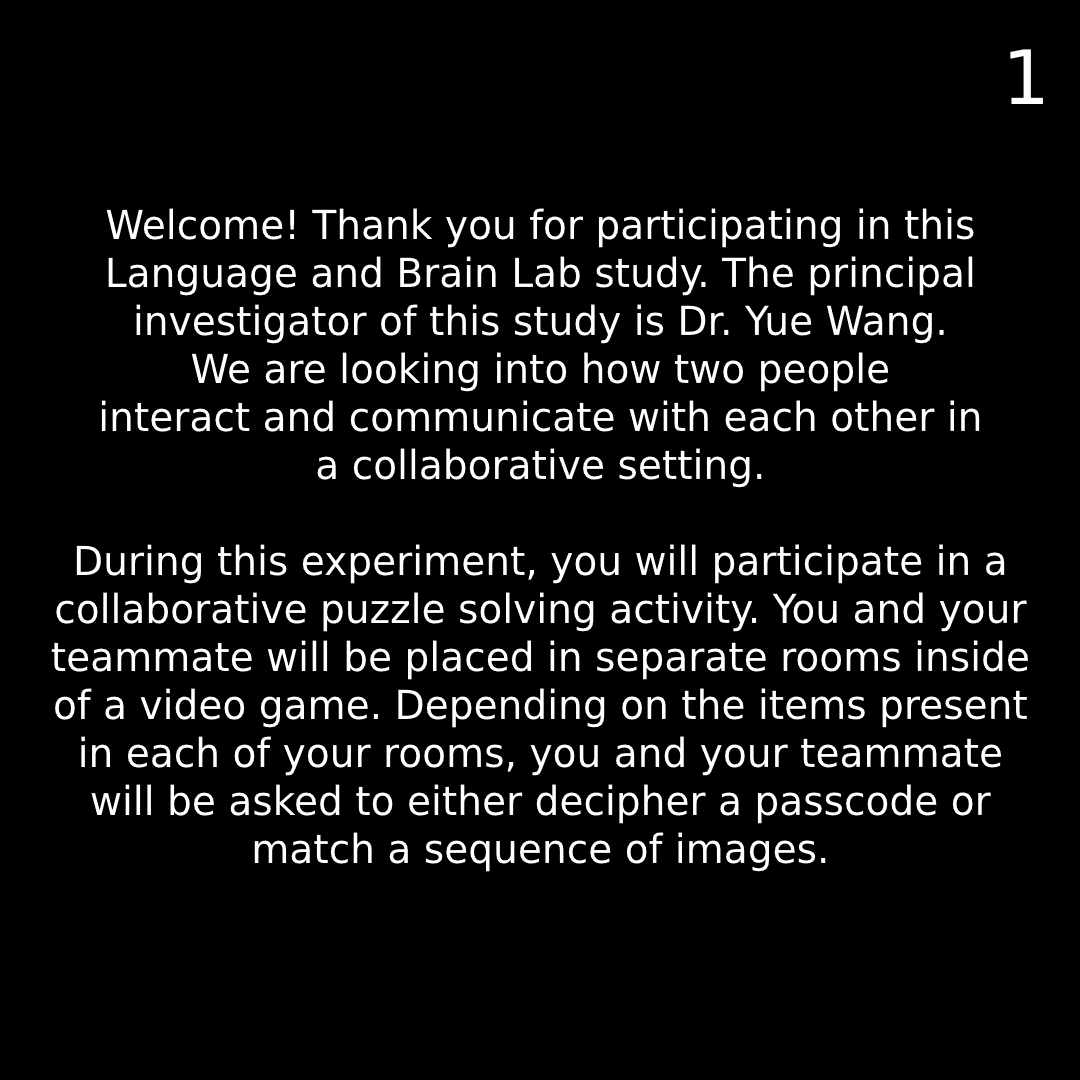 1
Welcome! Thank you for participating in this
Language and Brain Lab study. The principal
investigator of this study is Dr. Yue Wang.
We are looking into how two people
interact and communicate with each other in
a collaborative setting.
During this experiment, you will participate in a
collaborative puzzle solving activity. You and your
teammate will be placed in separate rooms inside
of a video game. Depending on the items present
in each of your rooms, you and your teammate
will be asked to either decipher a passcode or
match a sequence of images.